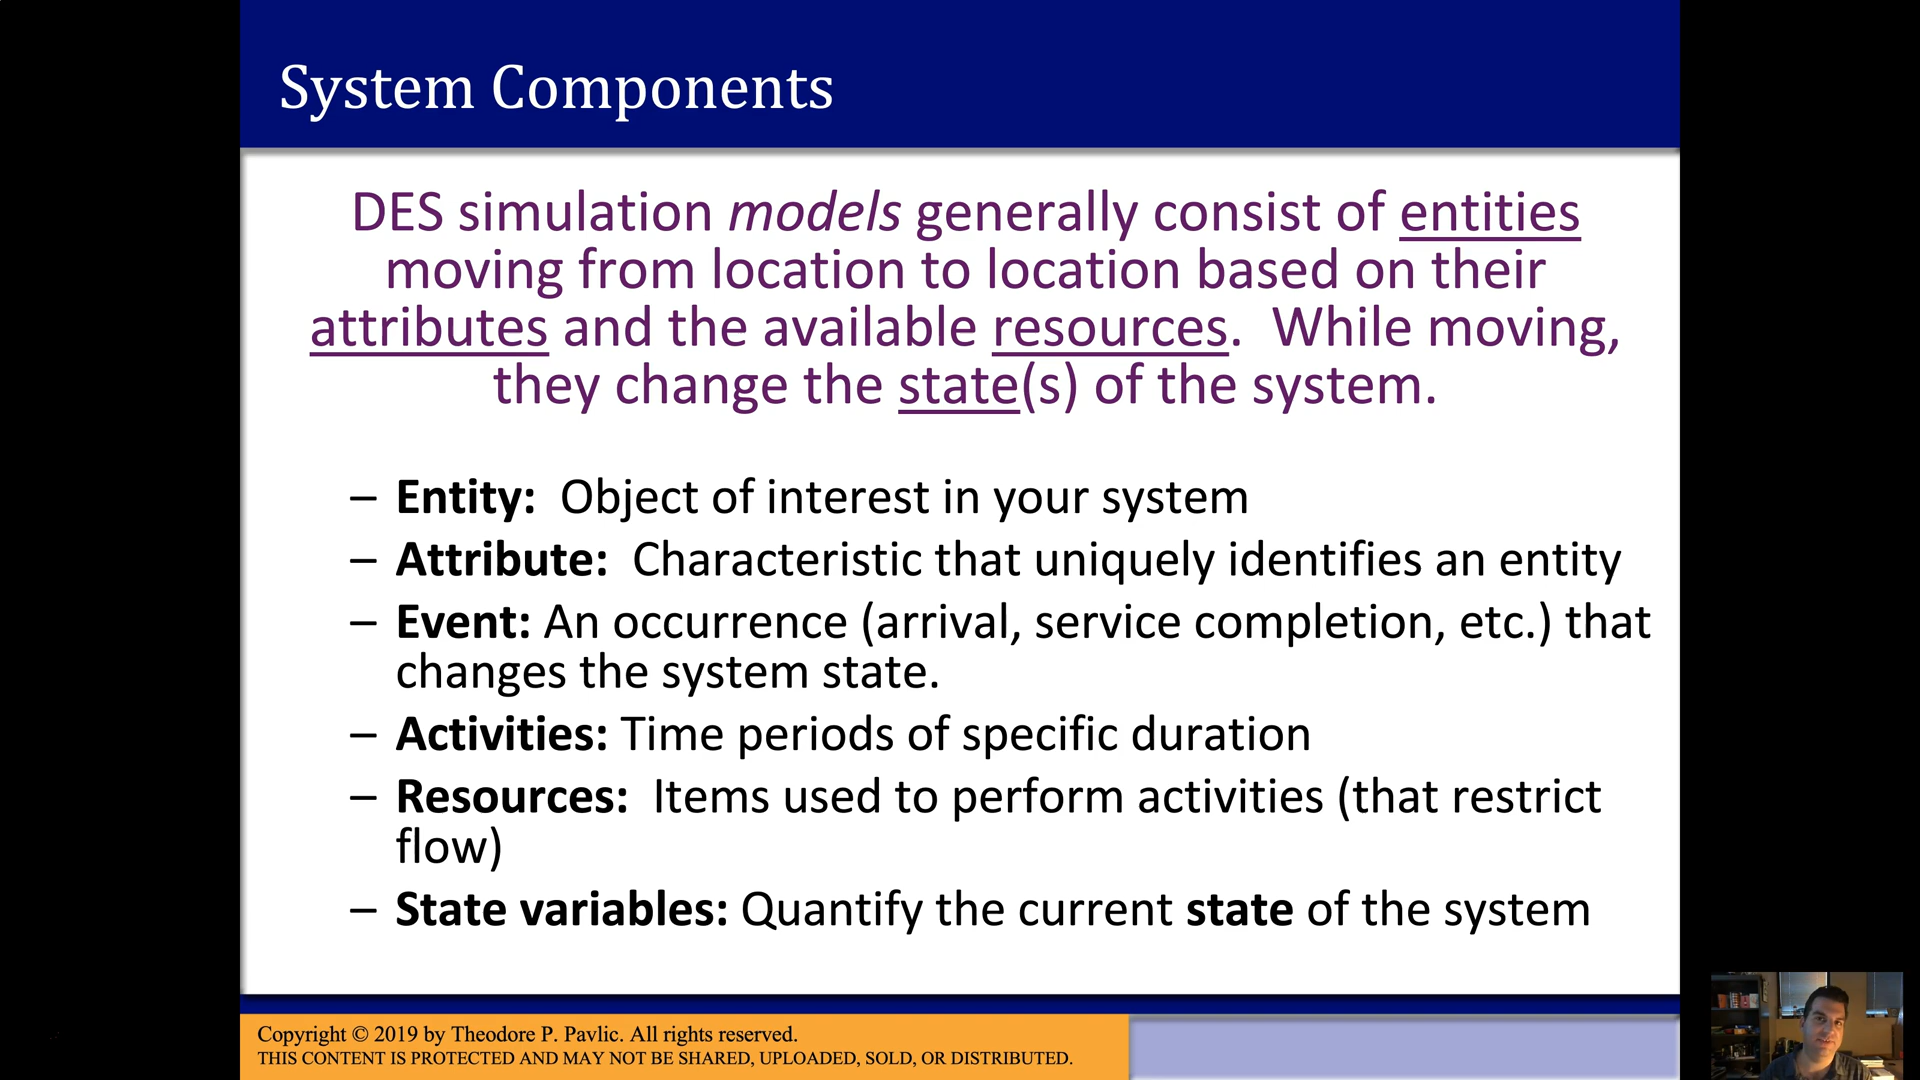 System Components
DES simulation models generally consist of entities
moving from location to location based on their
attributes and the available resources.  While moving,
they change the state(s) of the system.
– Entity:  Object of interest in your system
– Attribute:  Characteristic that uniquely identifies an entity
– Event: An occurrence (arrival, service completion, etc.) that
changes the system state.
– Activities: Time periods of specific duration
– Resources:  Items used to perform activities (that restrict
flow)
– State variables: Quantify the current state of the system
Copyright © 2019 by Theodore P. Pavlic. All rights reserved.
THIS CONTENT IS PROTECTED AND MAY NOT BE SHARED, UPLOADED, SOLD, OR DISTRIBUTED.